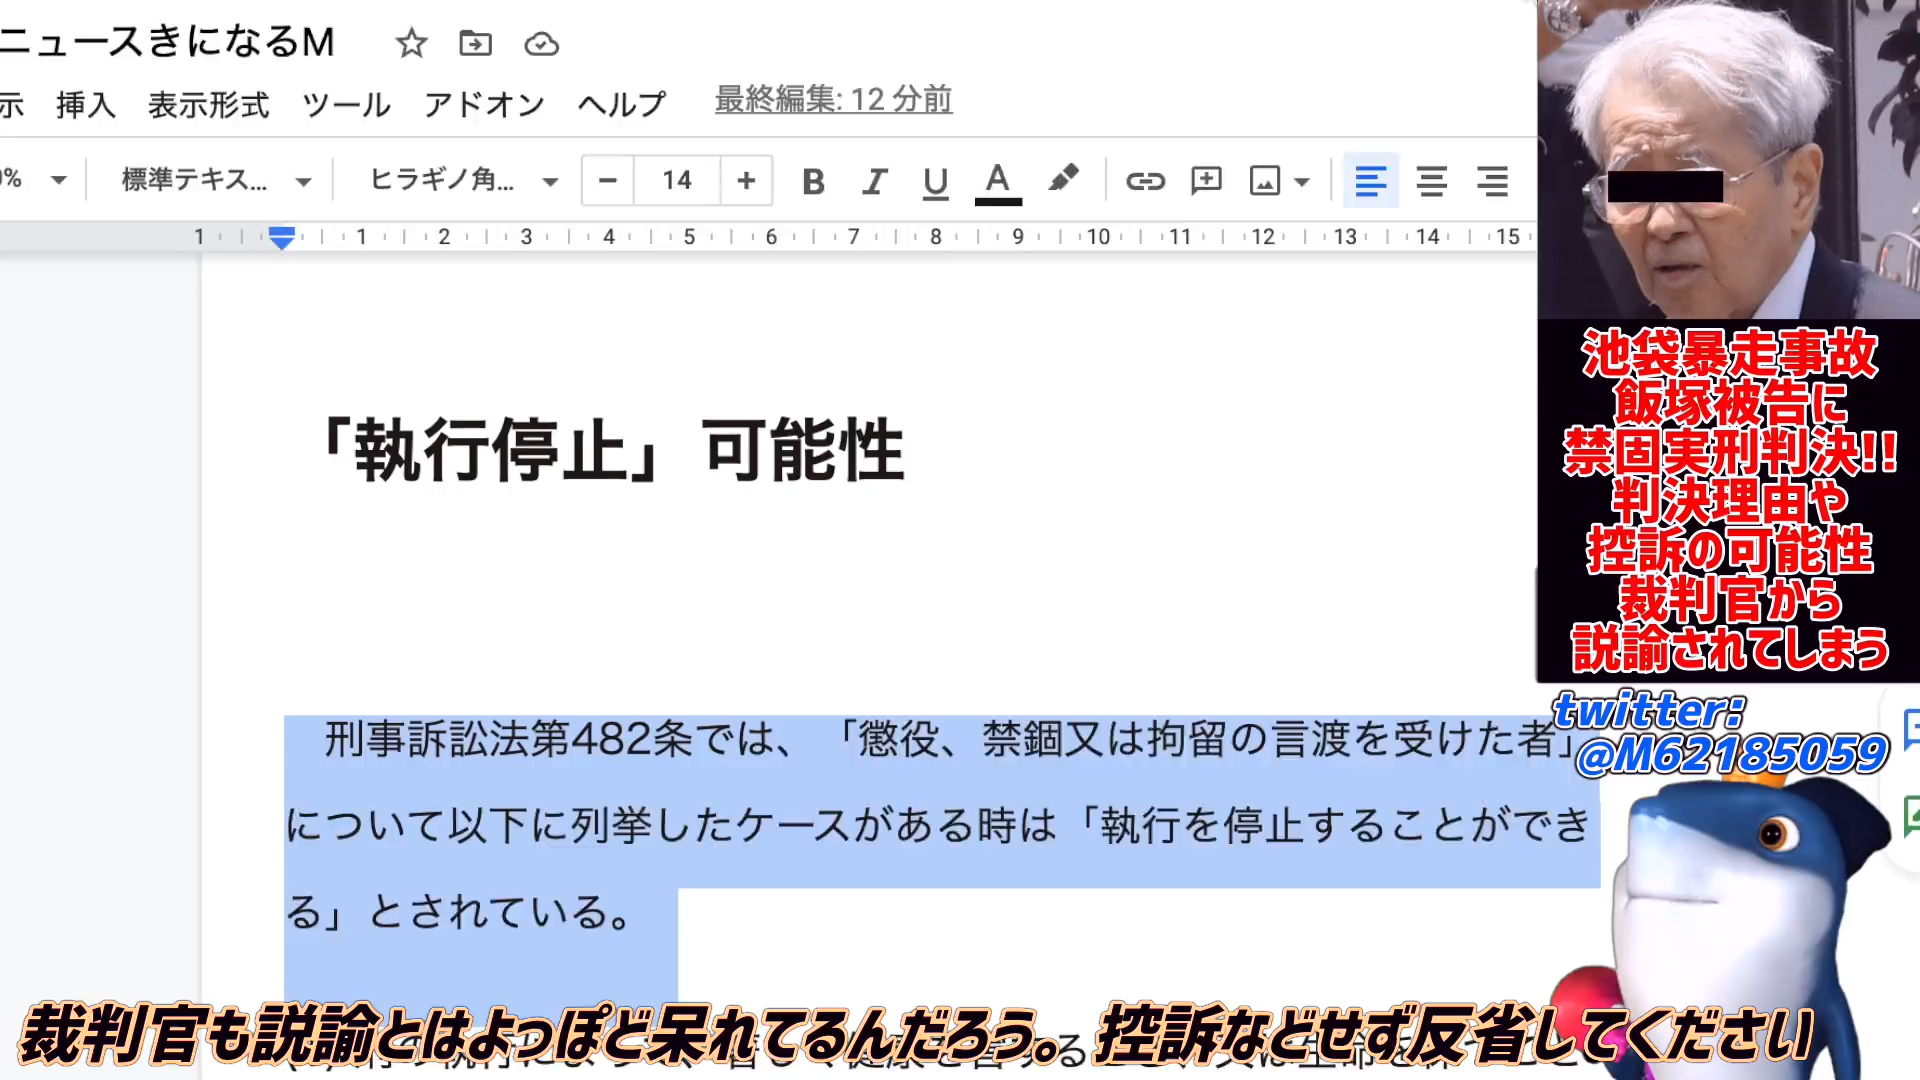 ニュースきになるM
示 挿入 表示形式 ツール アドオン ヘルプ 最終編集: 12 分前
% 標準テキス... ヒラギノ角... − 14 + B I U A
1 1 2 3 4 5 6 7 8 9 10 11 12 13 14 15
「執行停止」可能性
刑事訴訟法第482条では、「懲役、禁錮又は拘留の言渡を受けた者」
について以下に列挙したケースがある時は「執行を停止することができ
る」とされている。
池袋暴走事故
飯塚被告に
禁固実刑判決!!
判決理由や
控訴の可能性
裁判官から
説諭されてしまう
twitter:
@M62185059
裁判官も説諭とはよっぽど呆れてるんだろう。控訴などせず反省してください